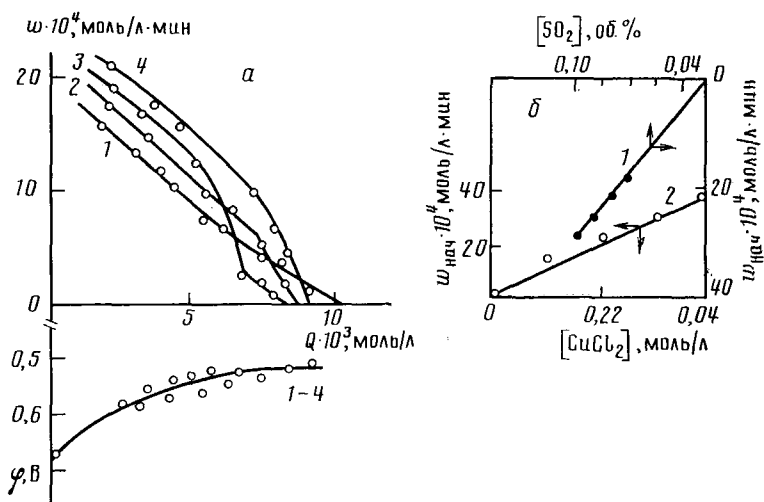 w·10⁴, моль/л·мин
20
10
0
3
4
2
1
а
5
10
Q·10³, моль/л
0,5
0,6
φ, В
1–4
[SO₂], об. %
0,10
0,04
0
20
40
wнач·10⁴, моль/л·мин
40
20
wнач·10⁴, моль/л·мин
б
1
2
0
0,22
0,04
[CuCl₂], моль/л